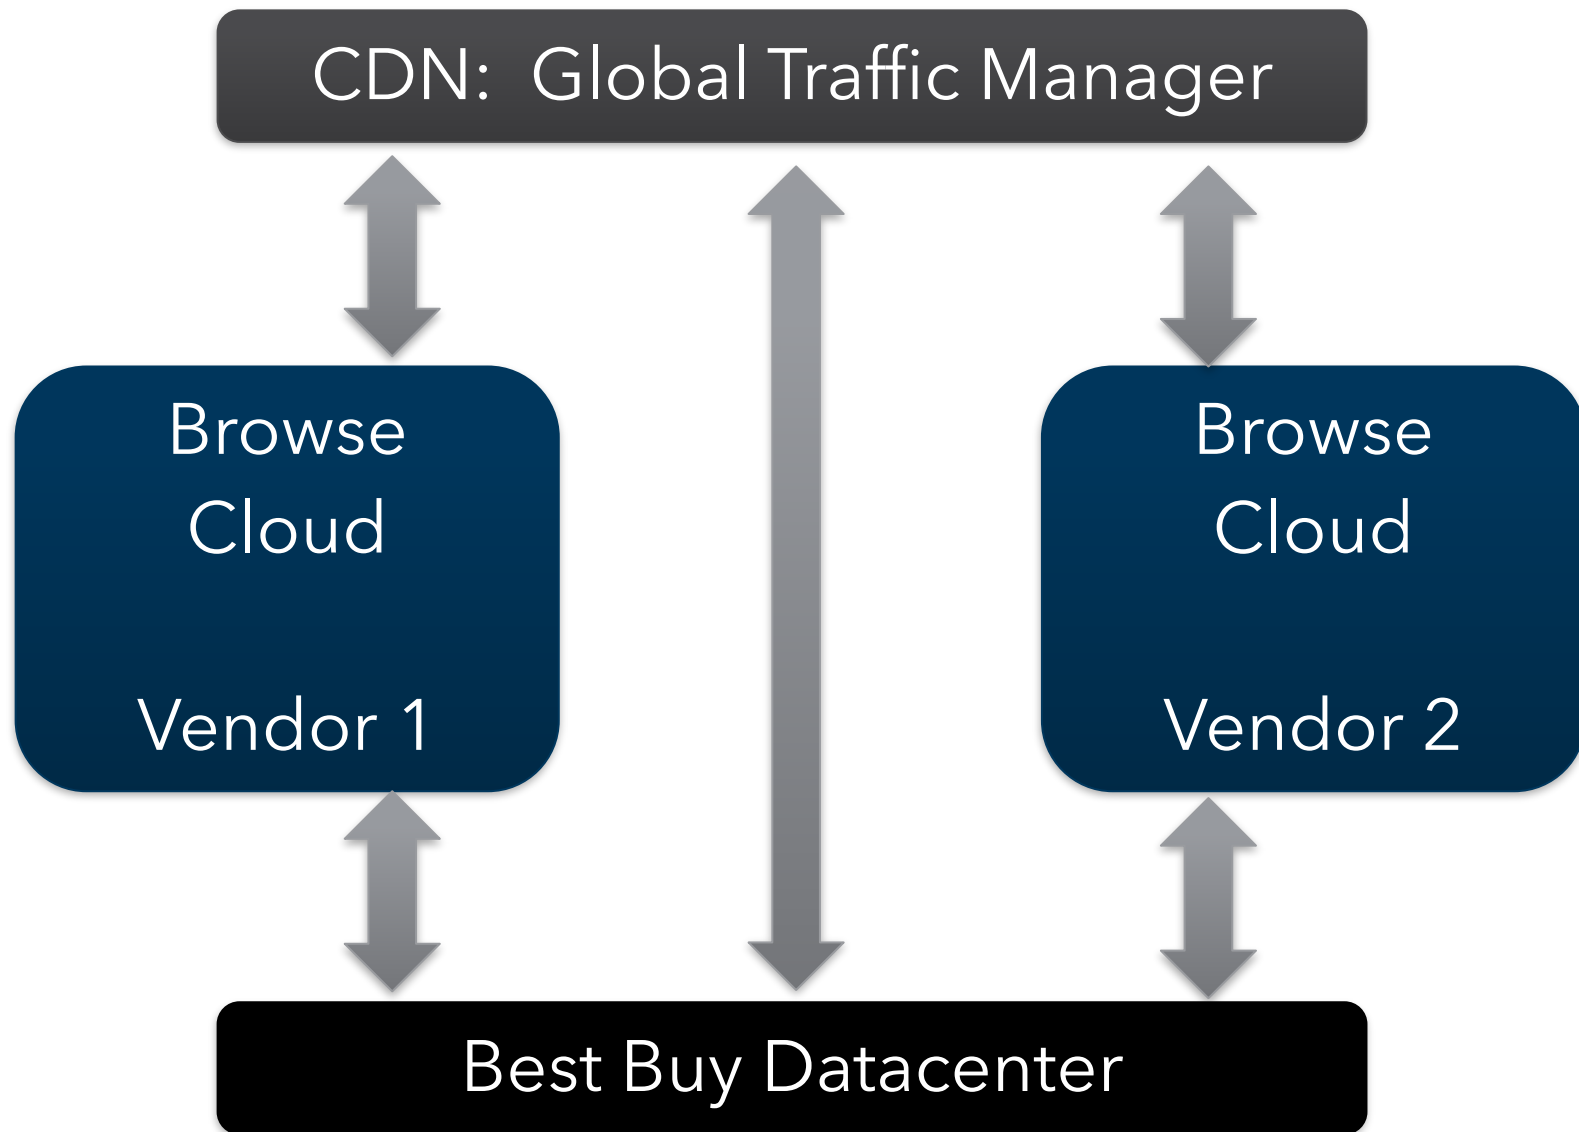 CDN:  Global Traffic Manager
Browse
Cloud
Vendor 1
Browse
Cloud
Vendor 2
Best Buy Datacenter